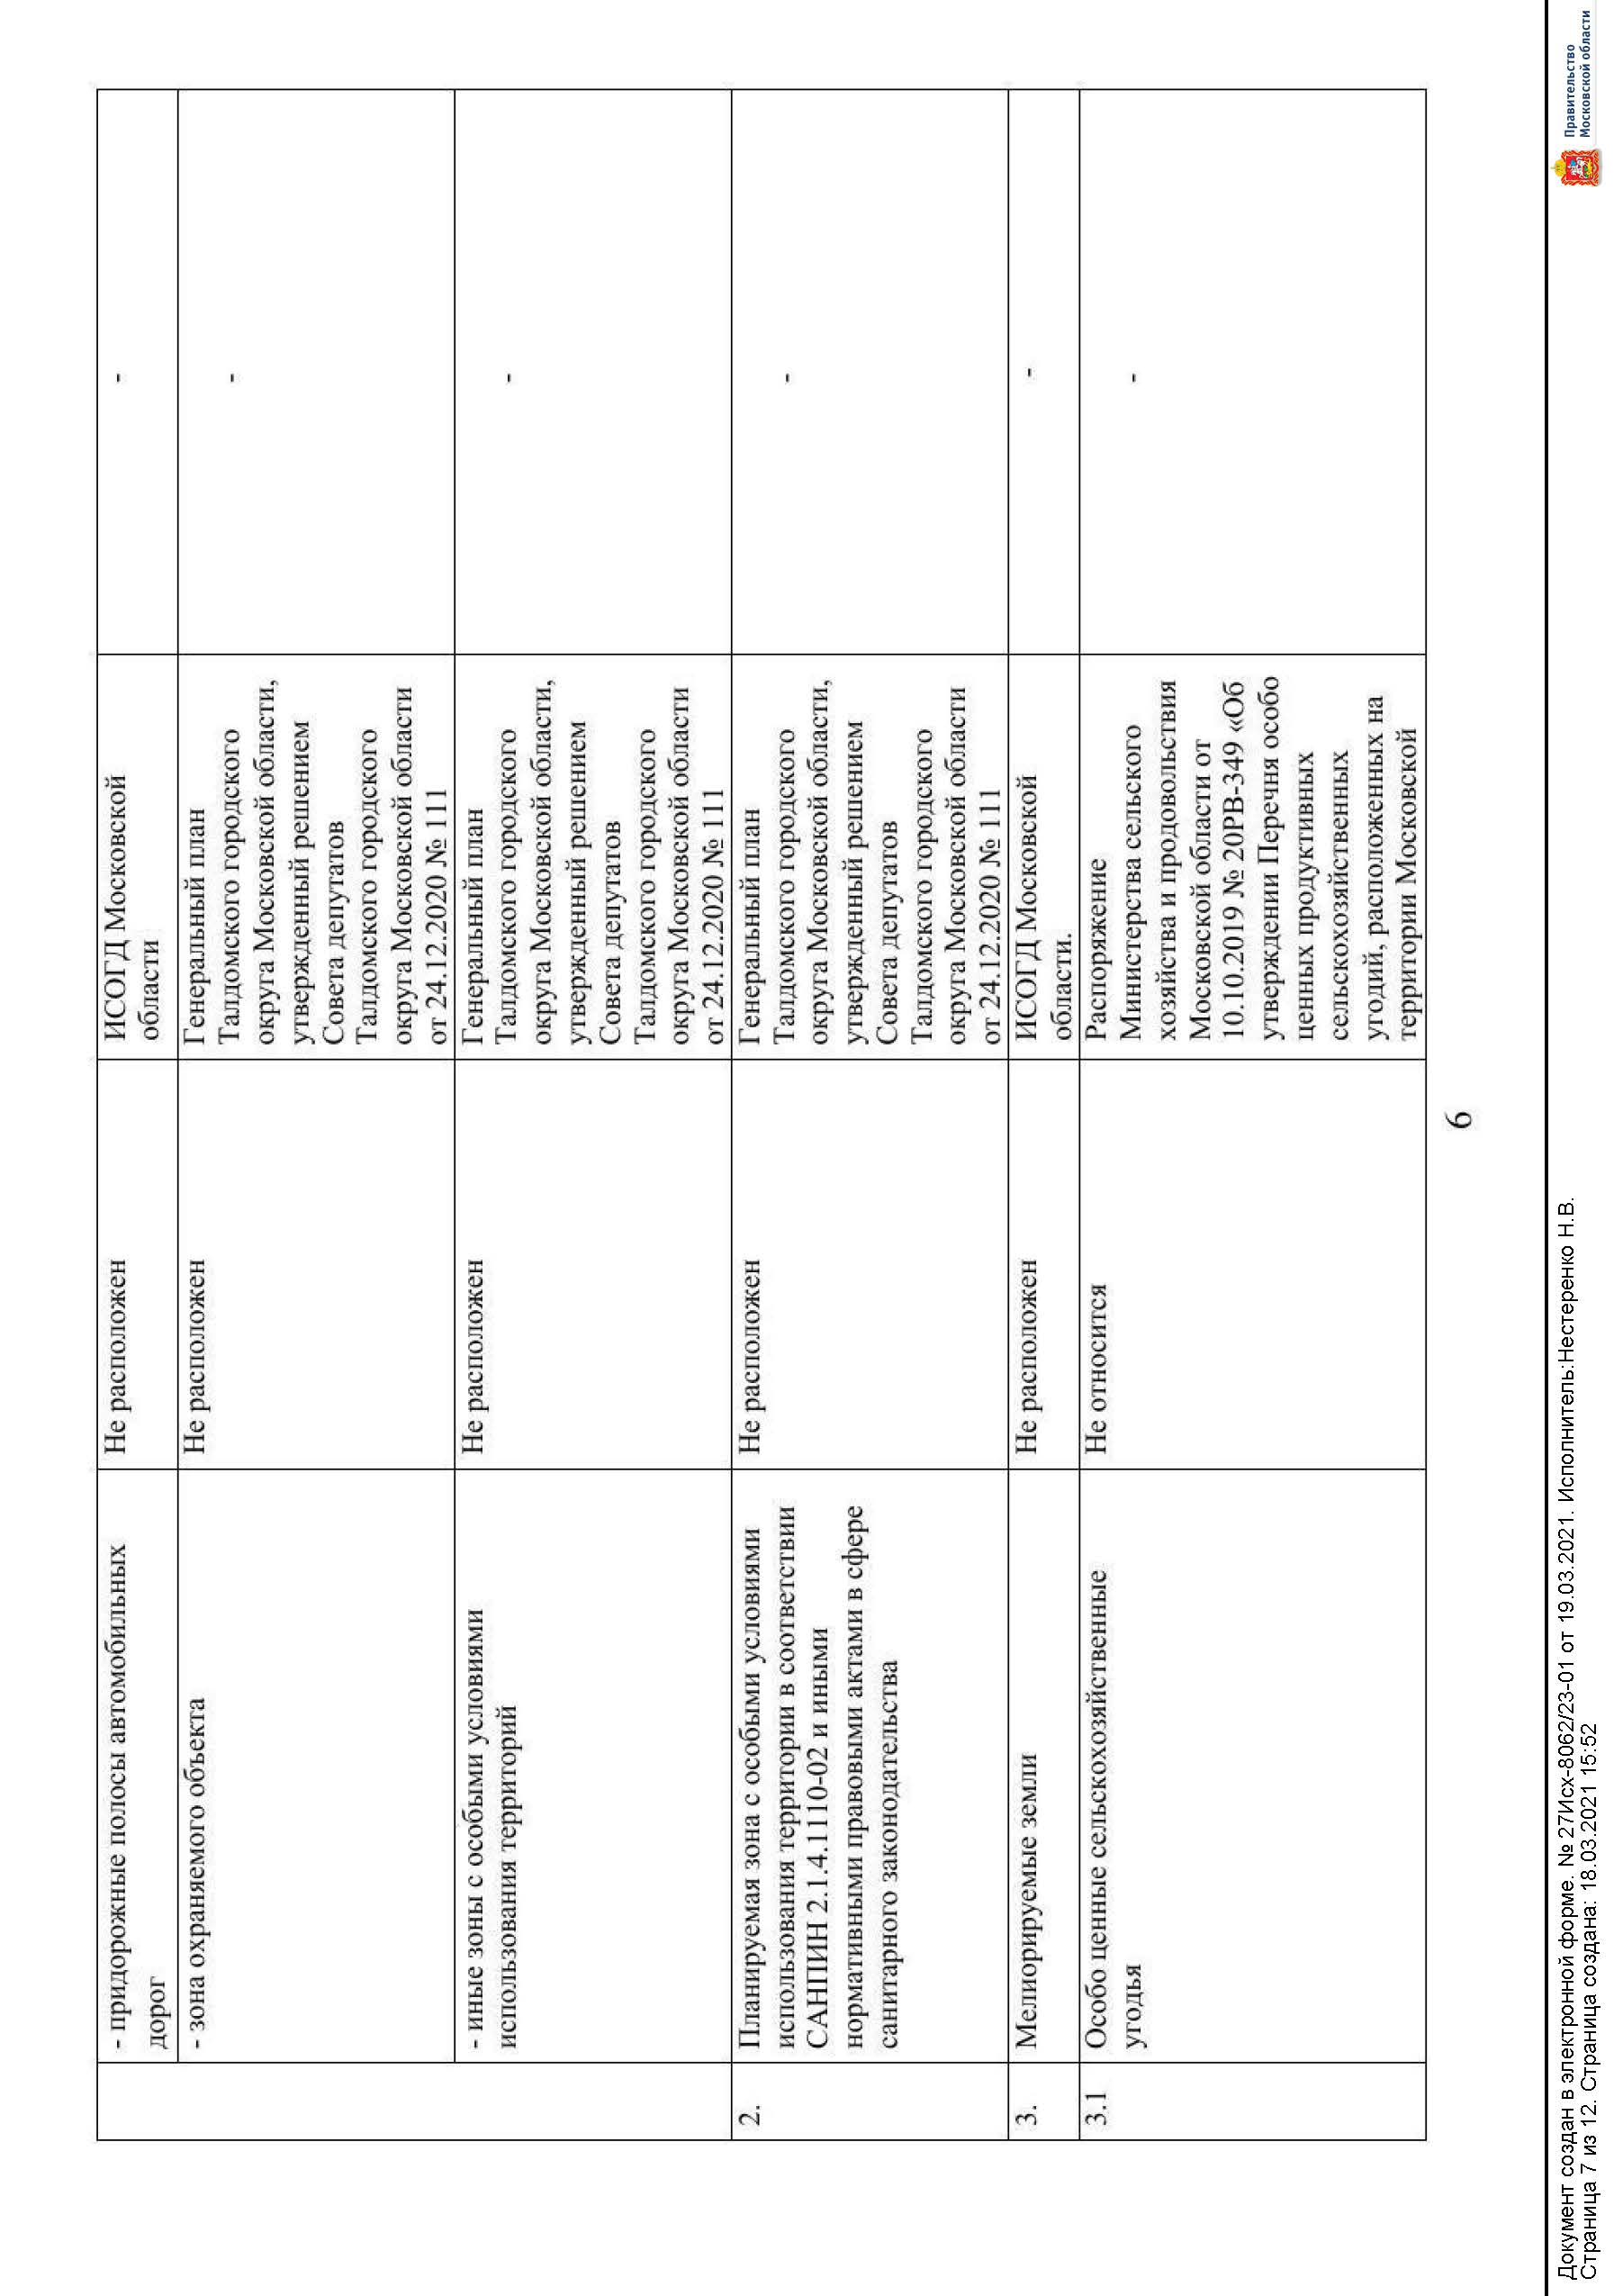 - придорожные полосы автомобильных
дорог
Не расположен
ИСОГД Московской
области
-
- зона охраняемого объекта
Не расположен
Генеральный план
Талдомского городского
округа Московской области,
утвержденный решением
Совета депутатов
Талдомского городского
округа Московской области
от 24.12.2020 № 111
-
- иные зоны с особыми условиями
использования территорий
Не расположен
Генеральный план
Талдомского городского
округа Московской области,
утвержденный решением
Совета депутатов
Талдомского городского
округа Московской области
от 24.12.2020 № 111
-
2.
Планируемая зона с особыми условиями
использования территории в соответствии
САНПИН 2.1.4.1110-02 и иными
нормативными правовыми актами в сфере
санитарного законодательства
Не расположен
Генеральный план
Талдомского городского
округа Московской области,
утвержденный решением
Совета депутатов
Талдомского городского
округа Московской области
от 24.12.2020 № 111
-
3.
Мелиорируемые земли
Не расположен
ИСОГД Московской
области.
-
3.1
Особо ценные сельскохозяйственные
угодья
Не относится
Распоряжение
Министерства сельского
хозяйства и продовольствия
Московской области от
10.10.2019 № 20РВ-349 «Об
утверждении Перечня особо
ценных продуктивных
сельскохозяйственных
угодий, расположенных на
территории Московской
-
6
Документ создан в электронной форме. № 27Исх-8062/23-01 от 19.03.2021. Исполнитель:Нестеренко Н.В.
Страница 7 из 12. Страница создана: 18.03.2021 15:52
Правительство
Московской области